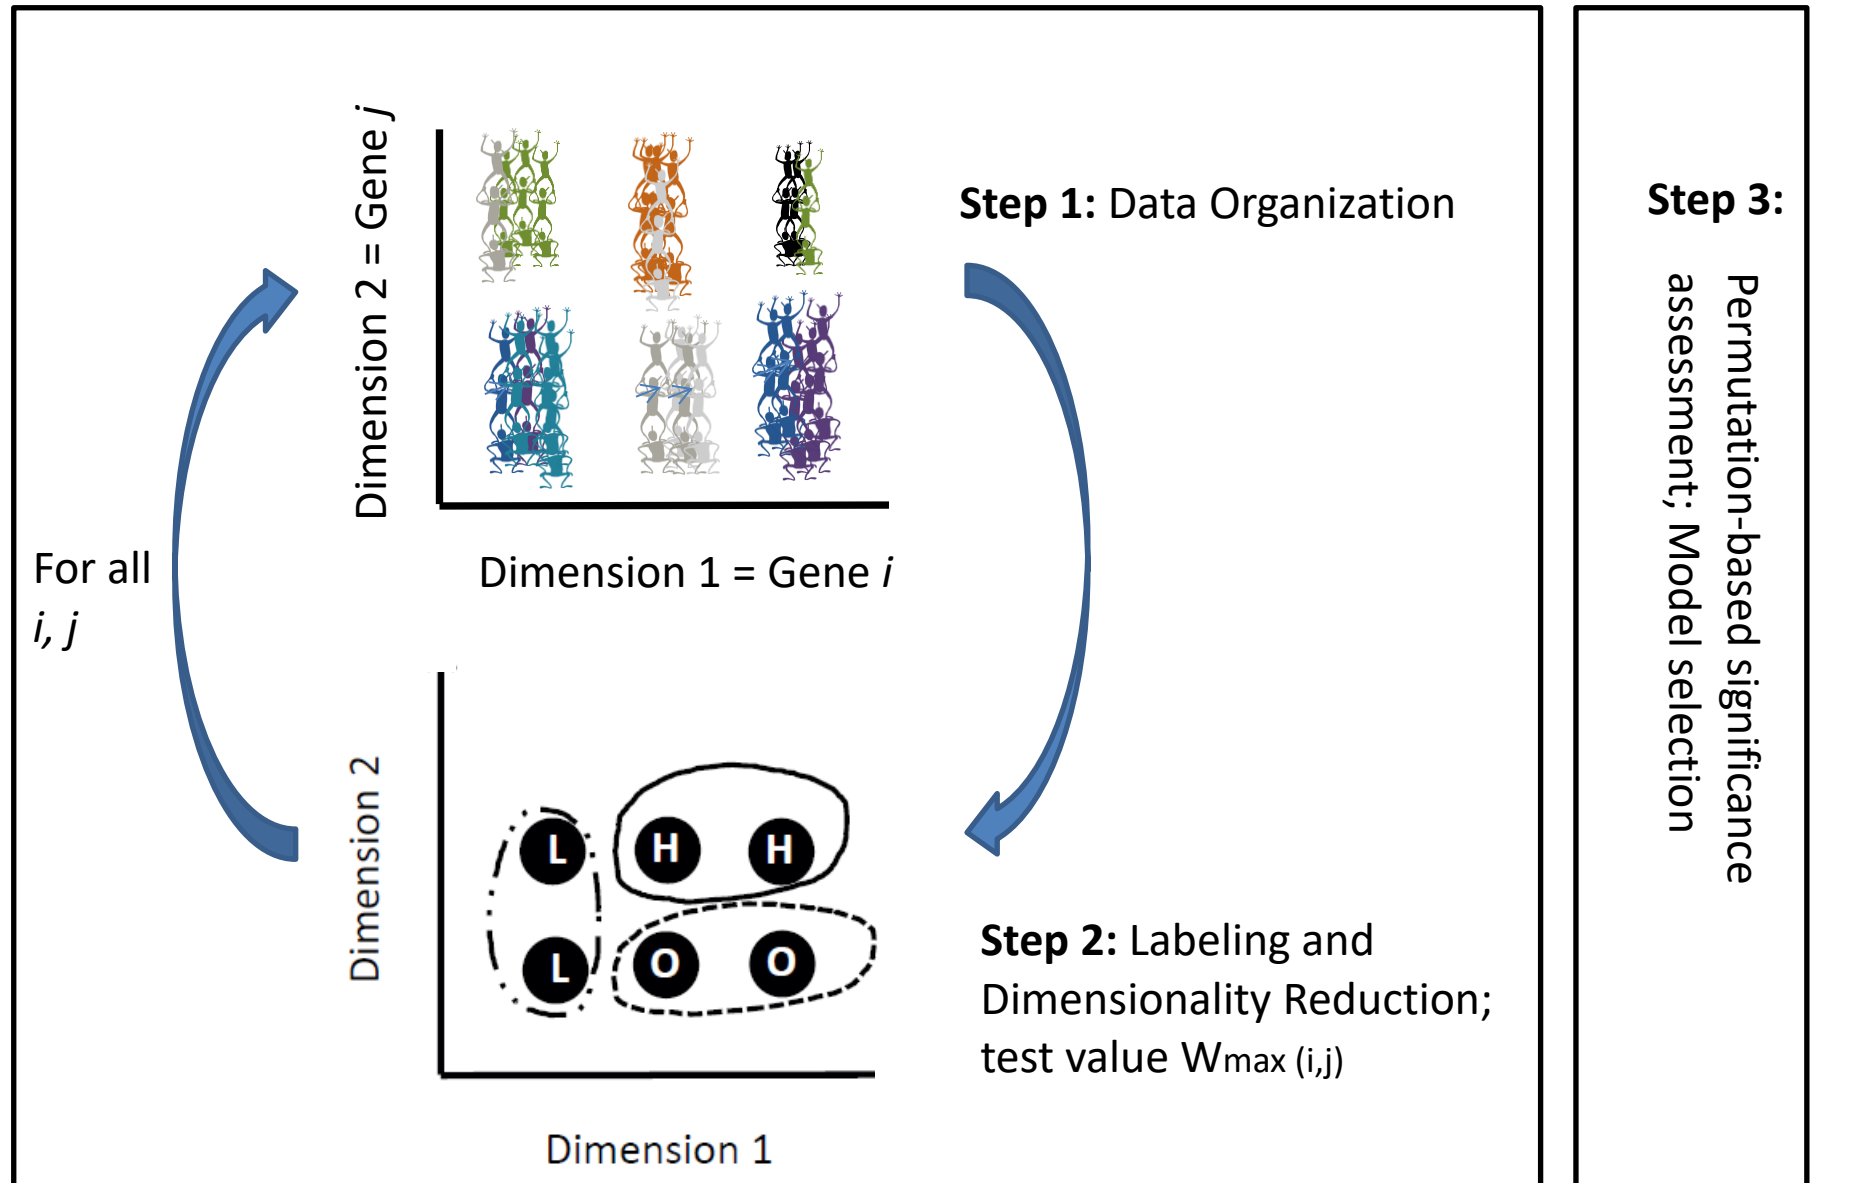 Dimension 2 = Gene j
Step 1: Data Organization
For all
i, j
Dimension 1 = Gene i
Dimension 2
L H H
L O O
Step 2: Labeling and
Dimensionality Reduction;
test value Wmax (i,j)
Dimension 1
Step 3:
Permutation-based significance
assessment; Model selection